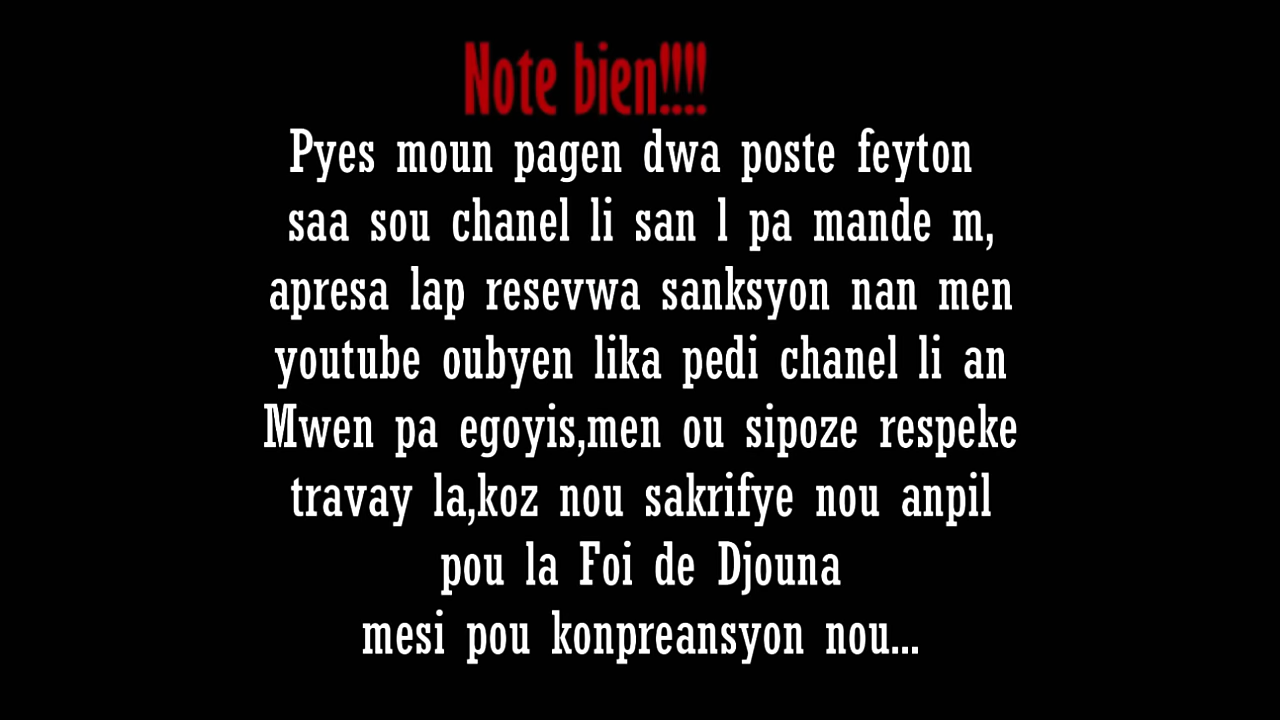 Note bien!!!!
Pyes moun pagen dwa poste feyton
saa sou chanel li san l pa mande m,
apresa lap resevwa sanksyon nan men
youtube oubyen lika pedi chanel li an
Mwen pa egoyis,men ou sipoze respeke
travay la,koz nou sakrifye nou anpil
pou la Foi de Djouna
mesi pou konpreansyon nou...